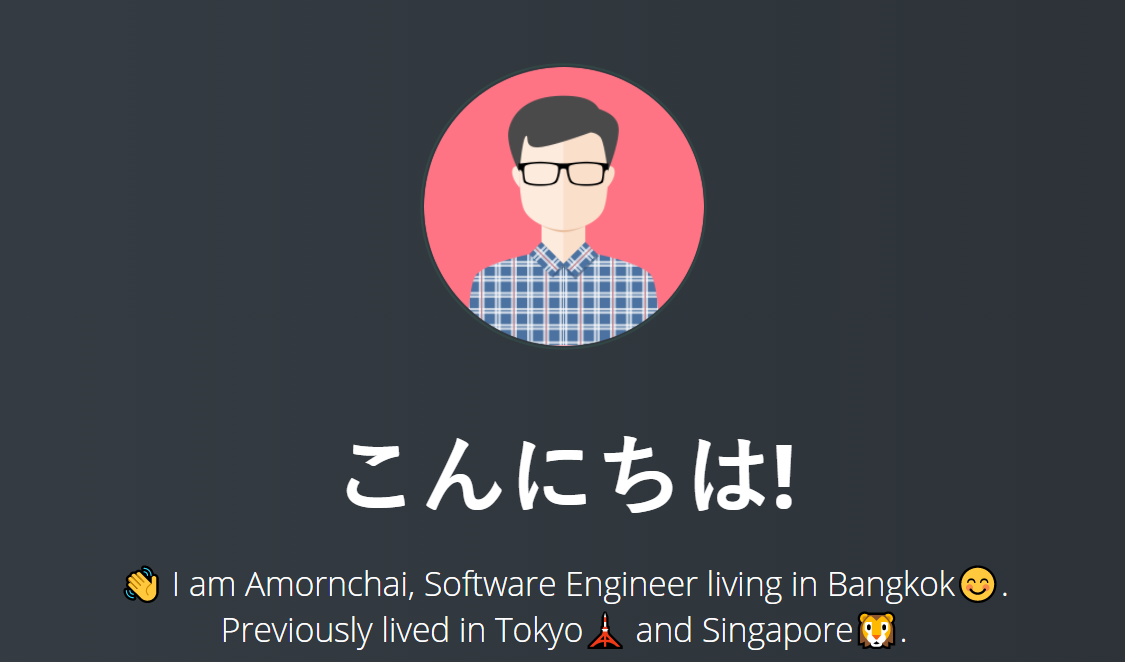 こんにちは!
👋 I am Amornchai, Software Engineer living in Bangkok😊.
Previously lived in Tokyo🗼 and Singapore🦁.